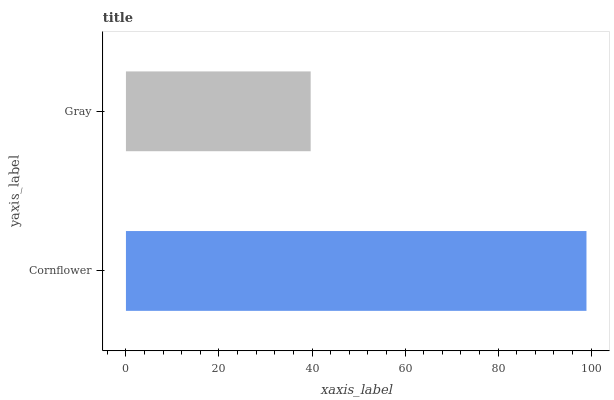 title
Gray
Cornflower
yaxis_label
0 20 40 60 80 100
xaxis_label